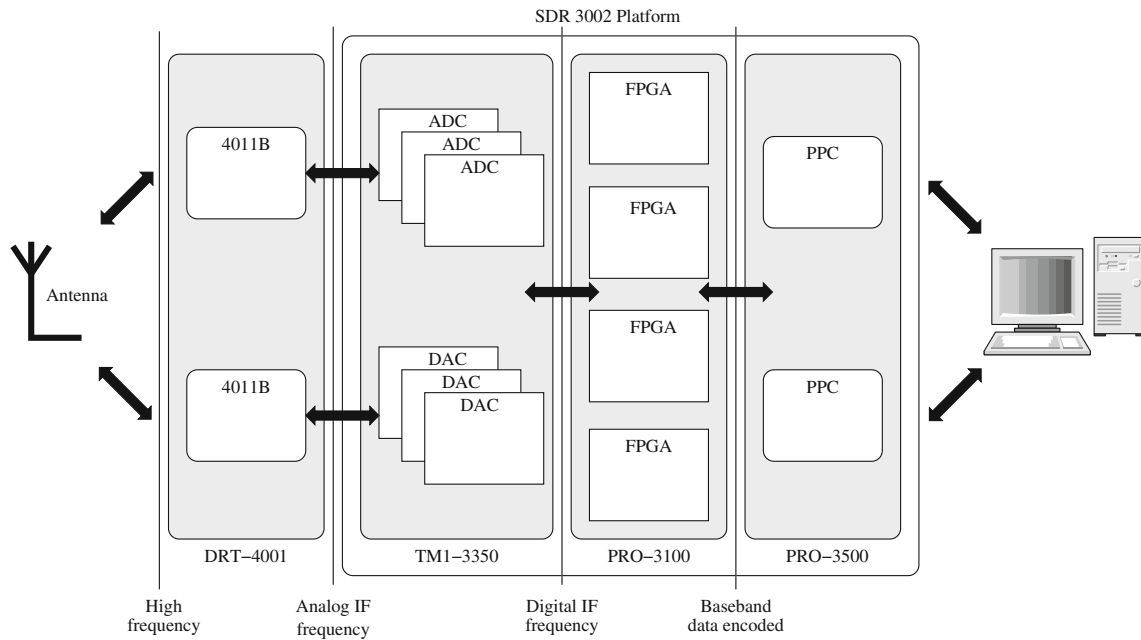 SDR 3002 Platform
4011B
4011B
ADC
ADC
ADC
DAC
DAC
DAC
FPGA
FPGA
FPGA
FPGA
PPC
PPC
Antenna
DRT–4001
TM1–3350
PRO–3100
PRO–3500
High
frequency
Analog IF
frequency
Digital IF
frequency
Baseband
data encoded